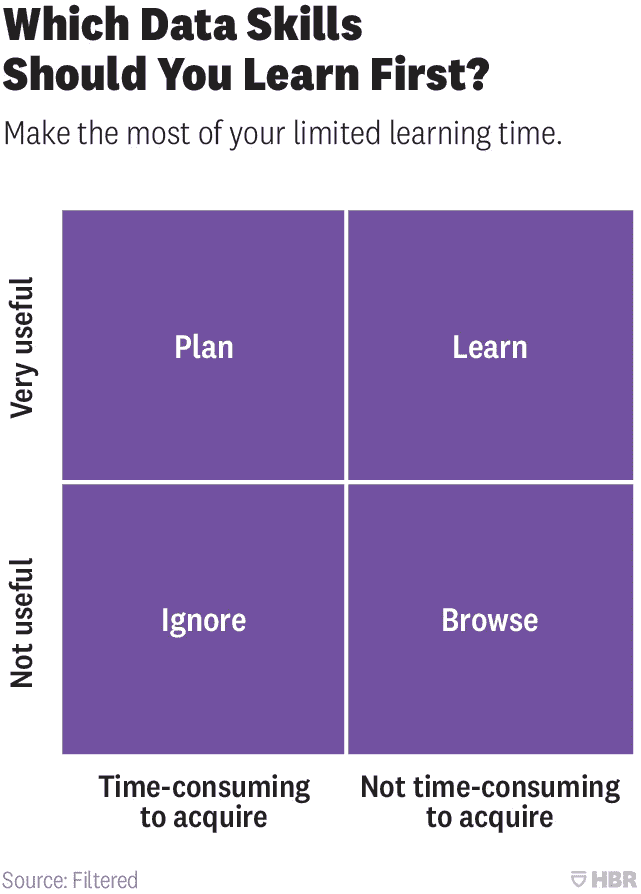 Which Data Skills
Should You Learn First?
Make the most of your limited learning time.
Very useful
Plan
Learn
Not useful
Ignore
Browse
Time-consuming
to acquire
Not time-consuming
to acquire
Source: Filtered
HBR